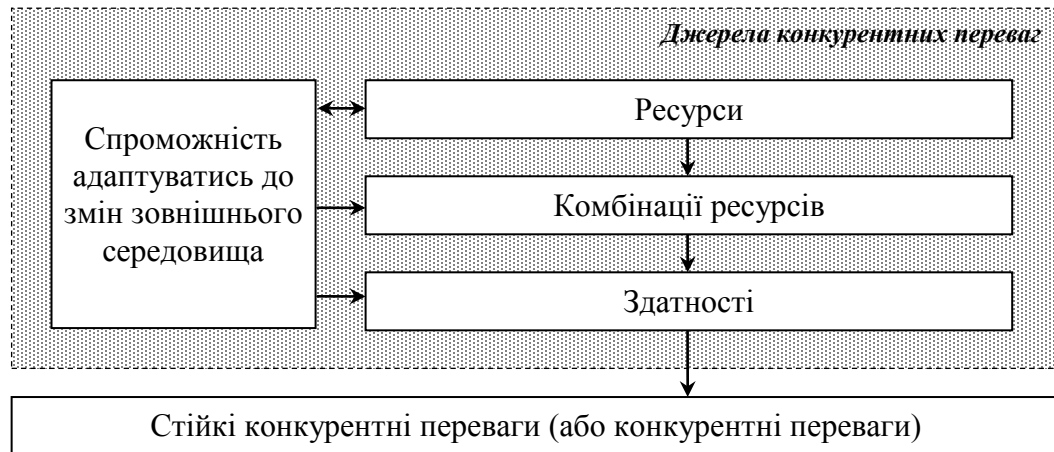 Джерела конкурентних переваг
Спроможність
адаптуватись до
змін зовнішнього
середовища
Ресурси
Комбінації ресурсів
Здатності
Стійкі конкурентні переваги (або конкурентні переваги)